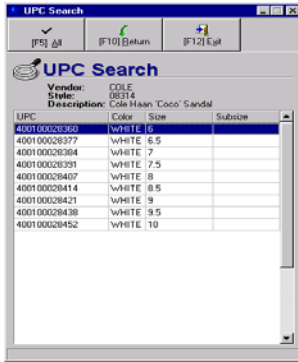 UPC Search
[F5] All [F10] Return [F12] Exit
UPC Search
Vendor: COLE
Style: 08314
Description: Cole Haan 'Coco' Sandal
UPC Color Size Subsize
400100028360 WHITE 6
400100028377 WHITE 6.5
400100028384 WHITE 7
400100028391 WHITE 7.5
400100028407 WHITE 8
400100028414 WHITE 8.5
400100028421 WHITE 9
400100028438 WHITE 9.5
400100028452 WHITE 10